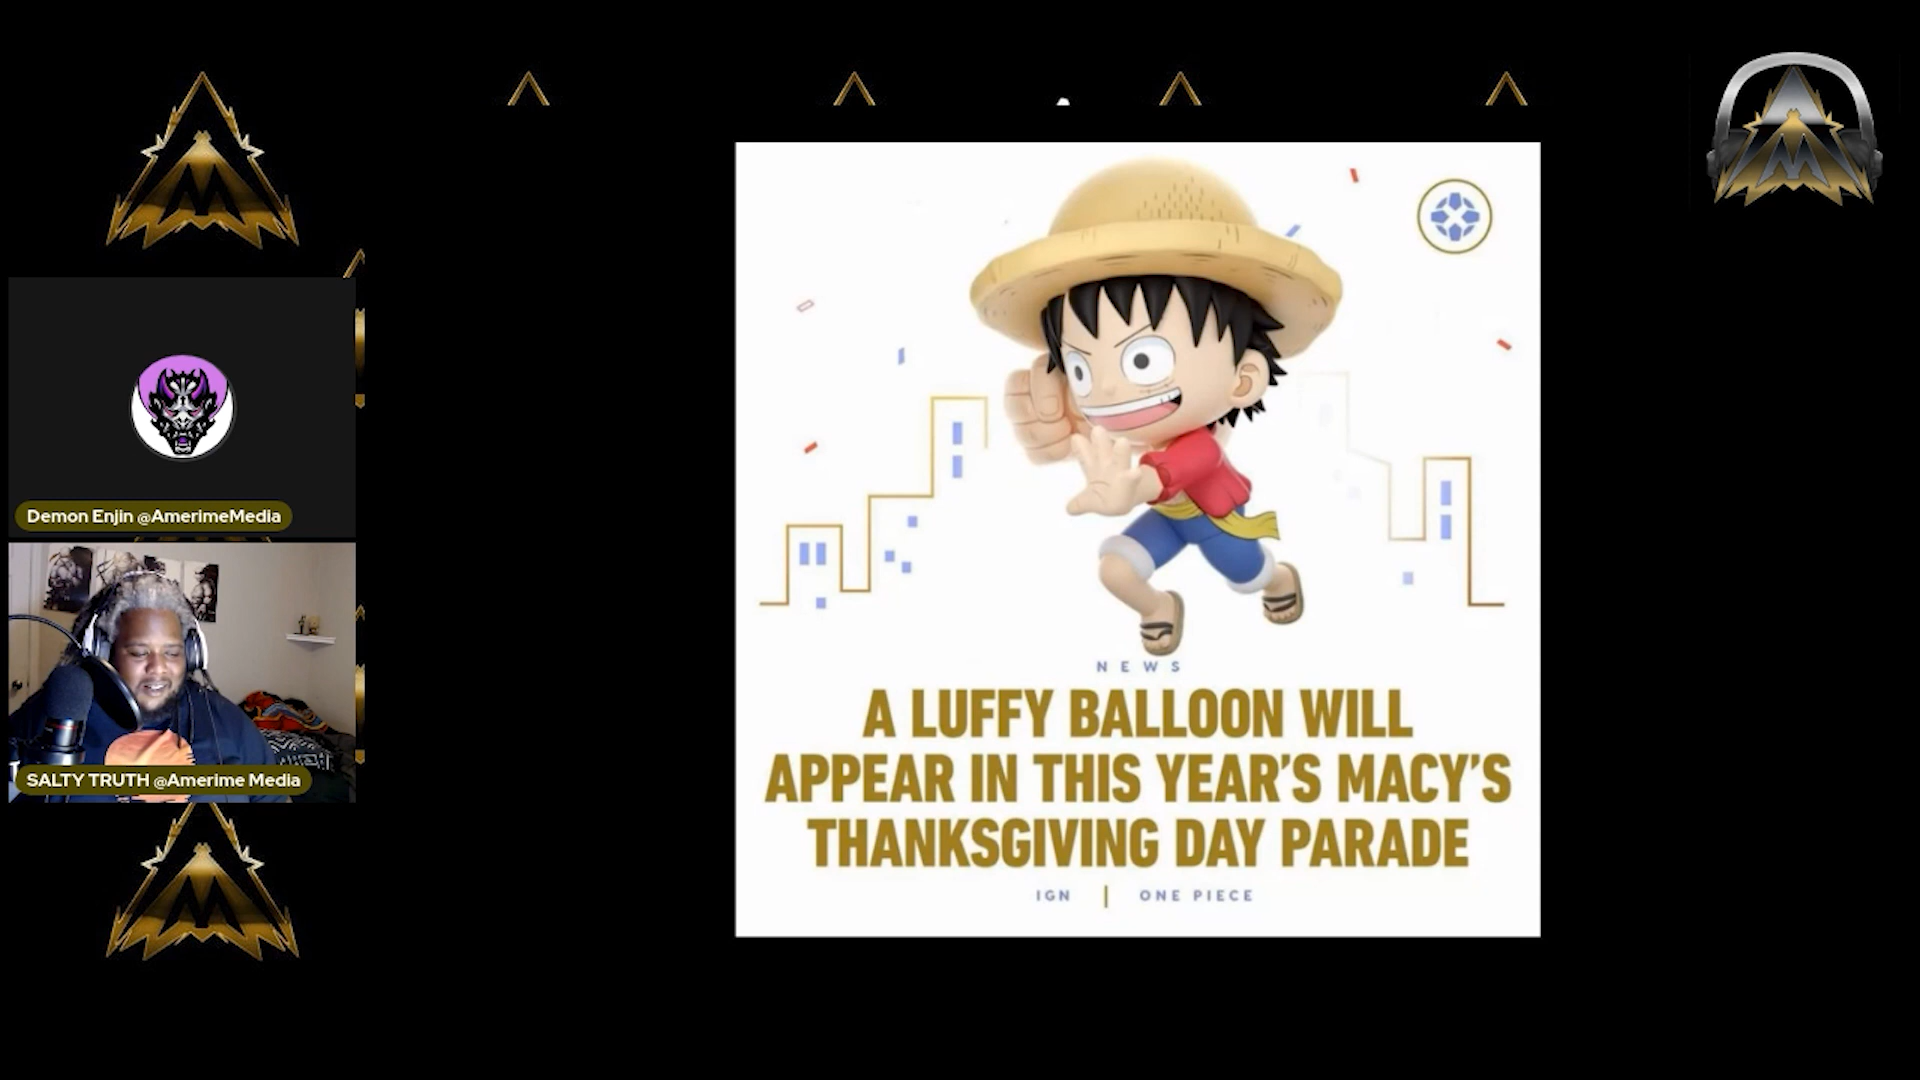 Demon Enjin @AmerimeMedia
SALTY TRUTH @Amerime Media
NEWS
A LUFFY BALLOON WILL
APPEAR IN THIS YEAR'S MACY'S
THANKSGIVING DAY PARADE
IGN | ONE PIECE